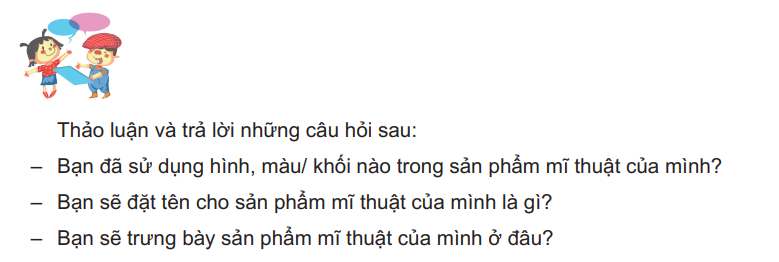 Thảo luận và trả lời những câu hỏi sau:
– Bạn đã sử dụng hình, màu/ khối nào trong sản phẩm mĩ thuật của mình?
– Bạn sẽ đặt tên cho sản phẩm mĩ thuật của mình là gì?
– Bạn sẽ trưng bày sản phẩm mĩ thuật của mình ở đâu?